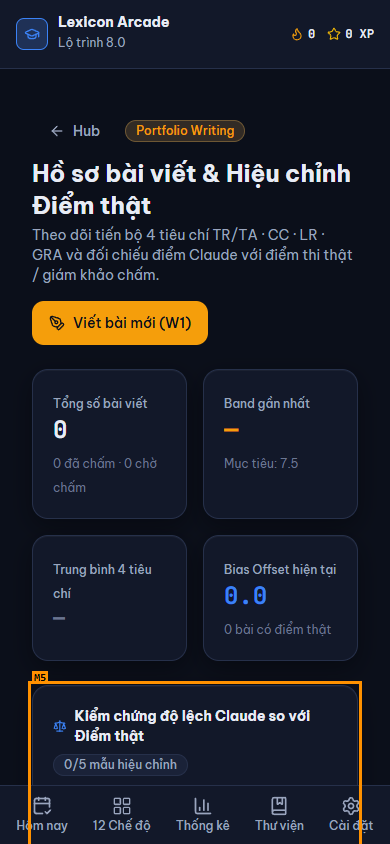 Lexicon Arcade
Lộ trình 8.0
0
0 XP
Hub
Portfolio Writing
Hồ sơ bài viết & Hiệu chỉnh
Điểm thật
Theo dõi tiến bộ 4 tiêu chí TR/TA · CC · LR ·
GRA và đối chiếu điểm Claude với điểm thi thật
/ giám khảo chấm.
Viết bài mới (W1)
Tổng số bài viết
0
0 đã chấm · 0 chờ
chấm
Band gần nhất
—
Mục tiêu: 7.5
Trung bình 4 tiêu
chí
—
Bias Offset hiện tại
0.0
0 bài có điểm thật
M5
Kiểm chứng độ lệch Claude so với
Điểm thật
0/5 mẫu hiệu chỉnh
Hôm nay
12 Chế độ
Thống kê
Thư viện
Cài đặt